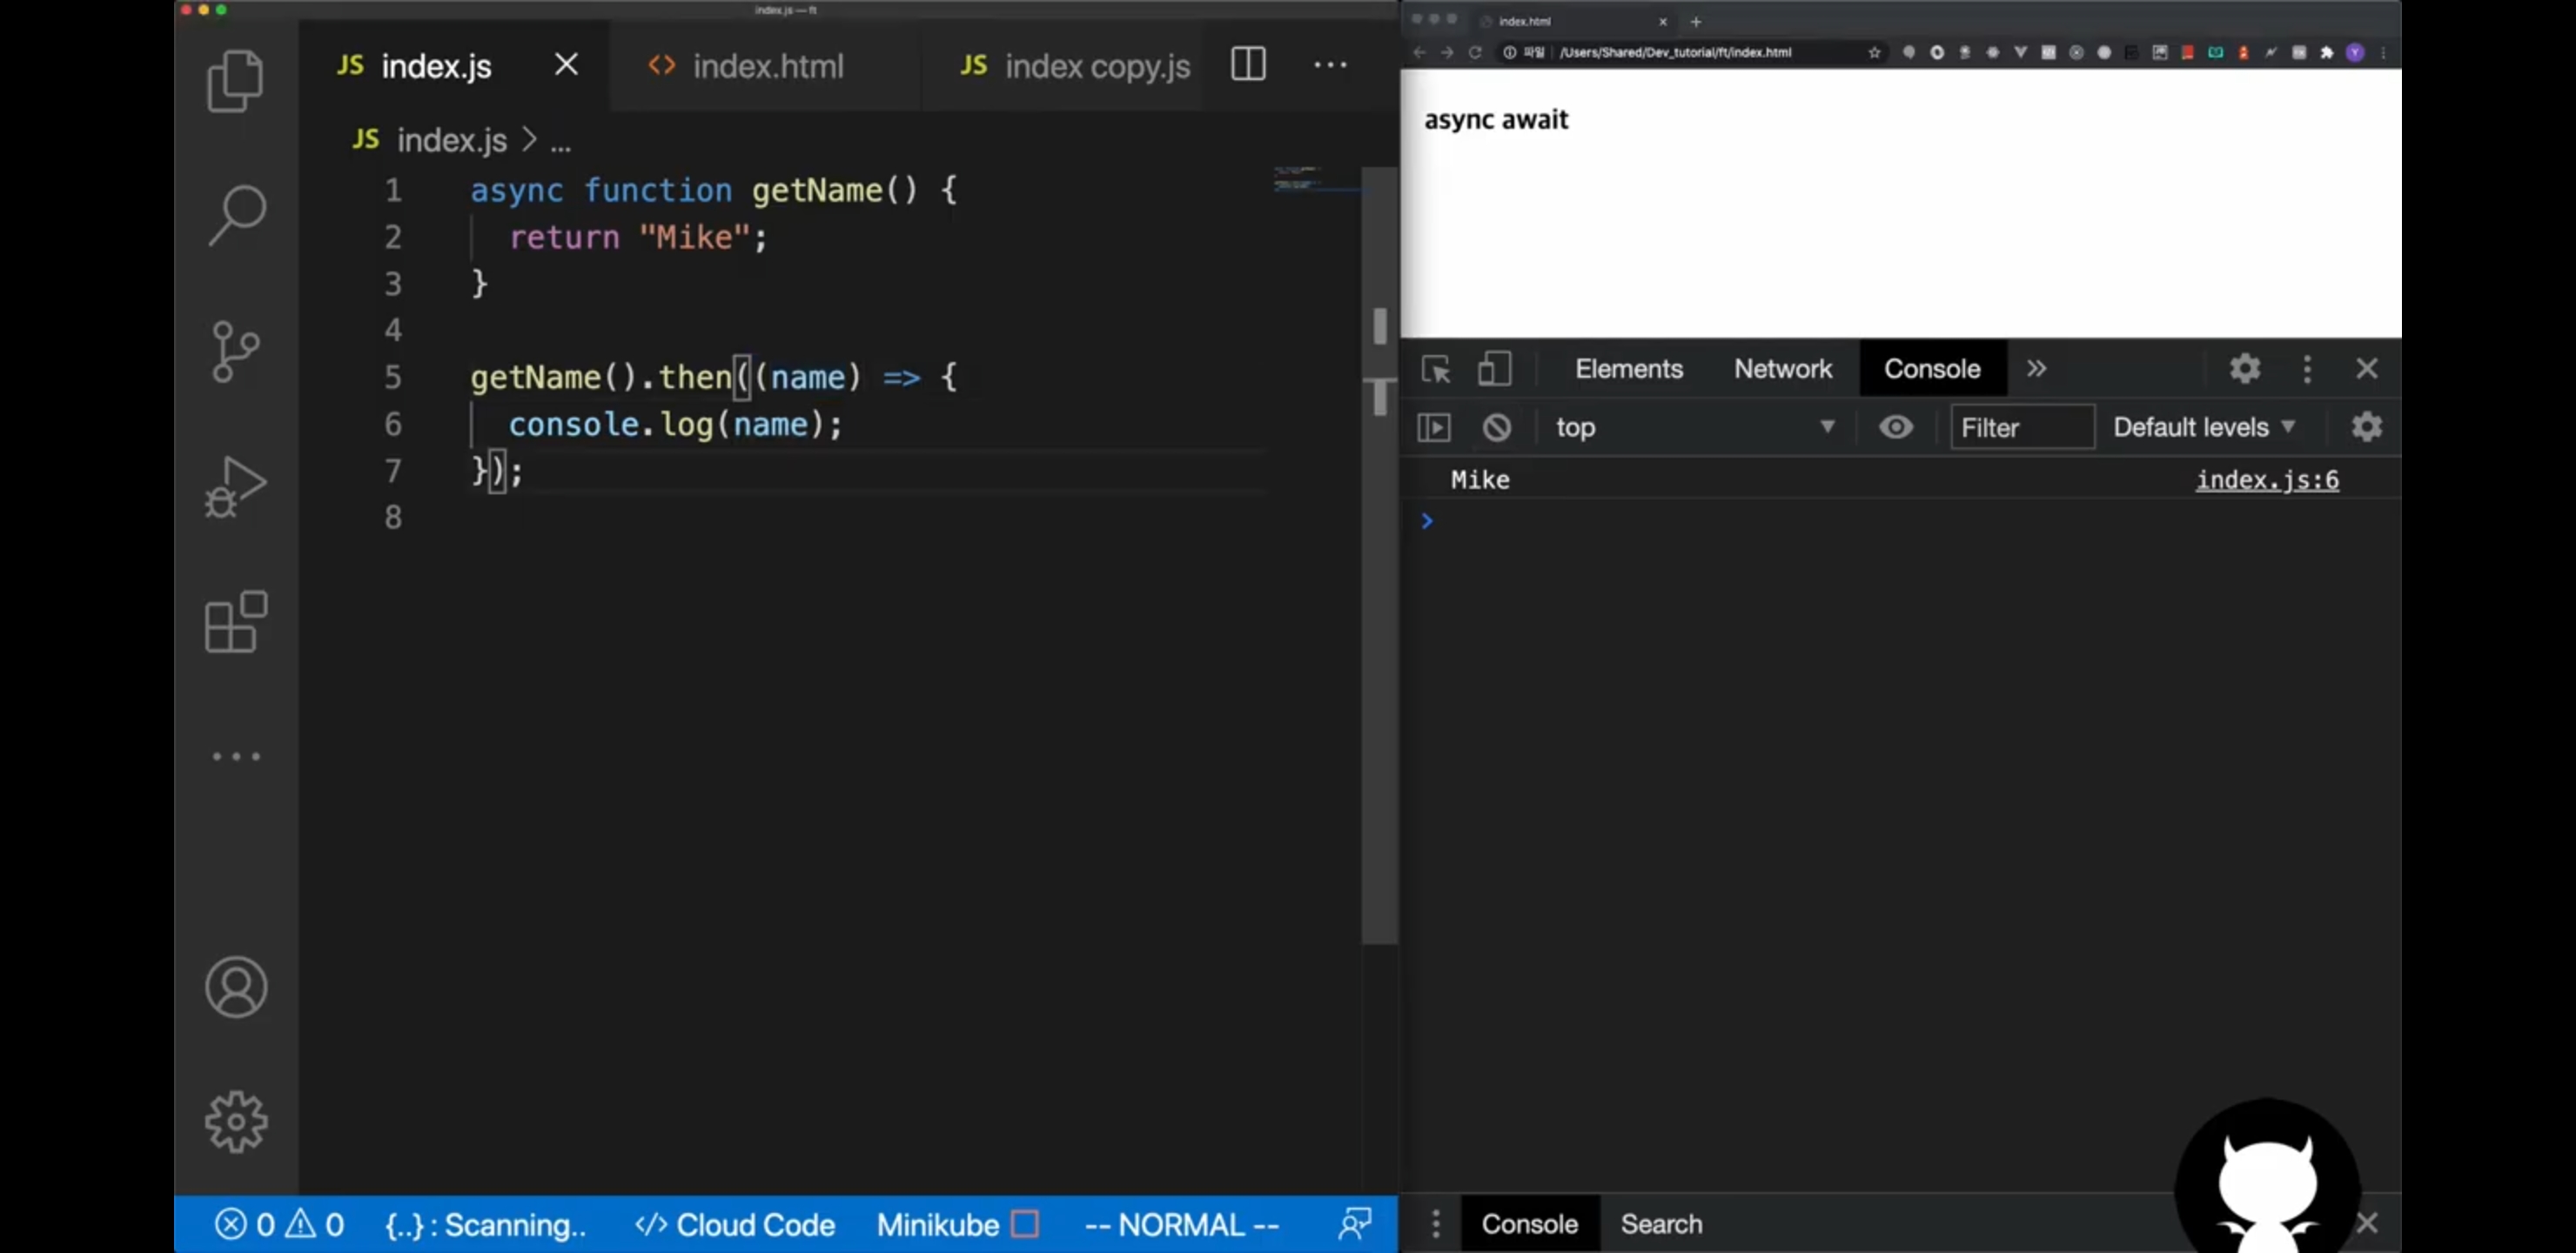 index.js — ft
JS index.js
<> index.html
JS index copy.js
JS index.js > ...
1 async function getName() {
2 return "Mike";
3 }
4
5 getName().then((name) => {
6 console.log(name);
7 });
8
0 0 {..} : Scanning.. </> Cloud Code Minikube -- NORMAL --
index.html
파일 /Users/Shared/Dev_tutorial/ft/index.html
async await
Elements Network Console
top Filter Default levels
Mike index.js:6
>
Console Search